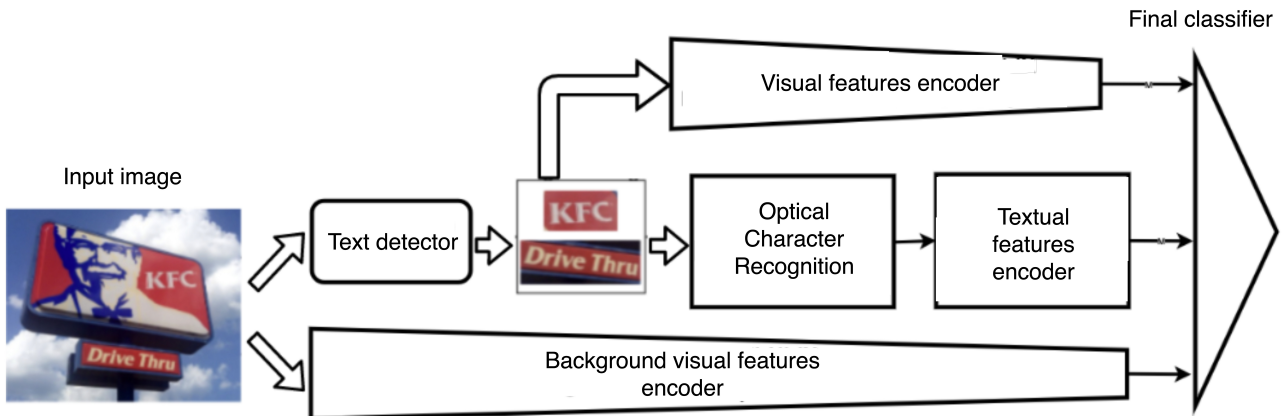 Final classifier
Visual features encoder
Input image
Text detector
KFC
Drive Thru
Optical
Character
Recognition
Textual
features
encoder
KFC
Drive Thru
Background visual features
encoder